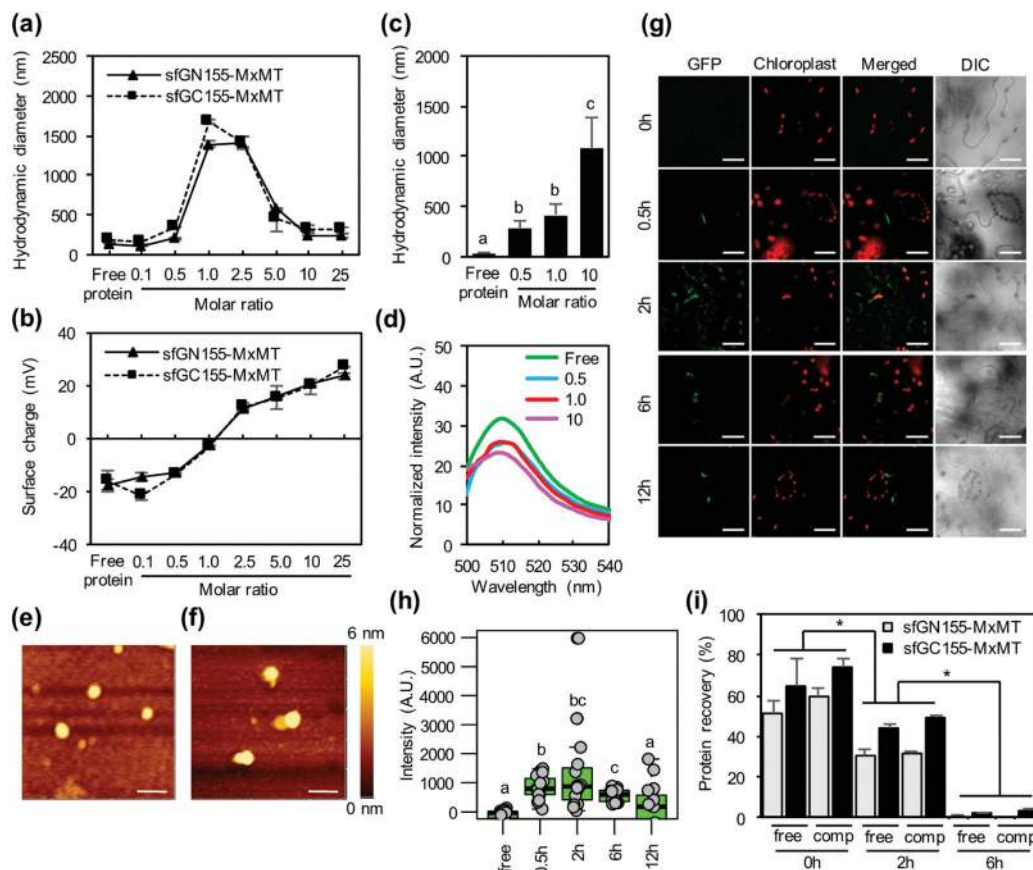 (a)
2500
2000
1500
1000
500
0
Hydrodynamic diameter (nm)
sfGN155-MxMT
sfGC155-MxMT
Free protein
0.1
0.5
1.0
2.5
5.0
10
25
Molar ratio
(b)
40
20
0
-20
-40
Surface charge (mV)
sfGN155-MxMT
sfGC155-MxMT
Free protein
0.1
0.5
1.0
2.5
5.0
10
25
Molar ratio
(c)
2000
1500
1000
500
0
Hydrodynamic diameter (nm)
a
b
b
c
Free protein
0.5
1.0
10
Molar ratio
(d)
50
40
30
20
10
0
Normalized intensity (A.U.)
Free
0.5
1.0
10
500 510 520 530 540
Wavelength (nm)
(e)
(f)
6 nm
0 nm
(g)
GFP Chloroplast Merged DIC
0h
0.5h
2h
6h
12h
(h)
6000
5000
4000
3000
2000
1000
0
Intensity (A.U.)
a
b
bc
c
a
free
0.5h
2h
6h
12h
(i)
100
80
60
40
20
0
Protein recovery (%)
*
*
sfGN155-MxMT
sfGC155-MxMT
free comp free comp free comp
0h 2h 6h